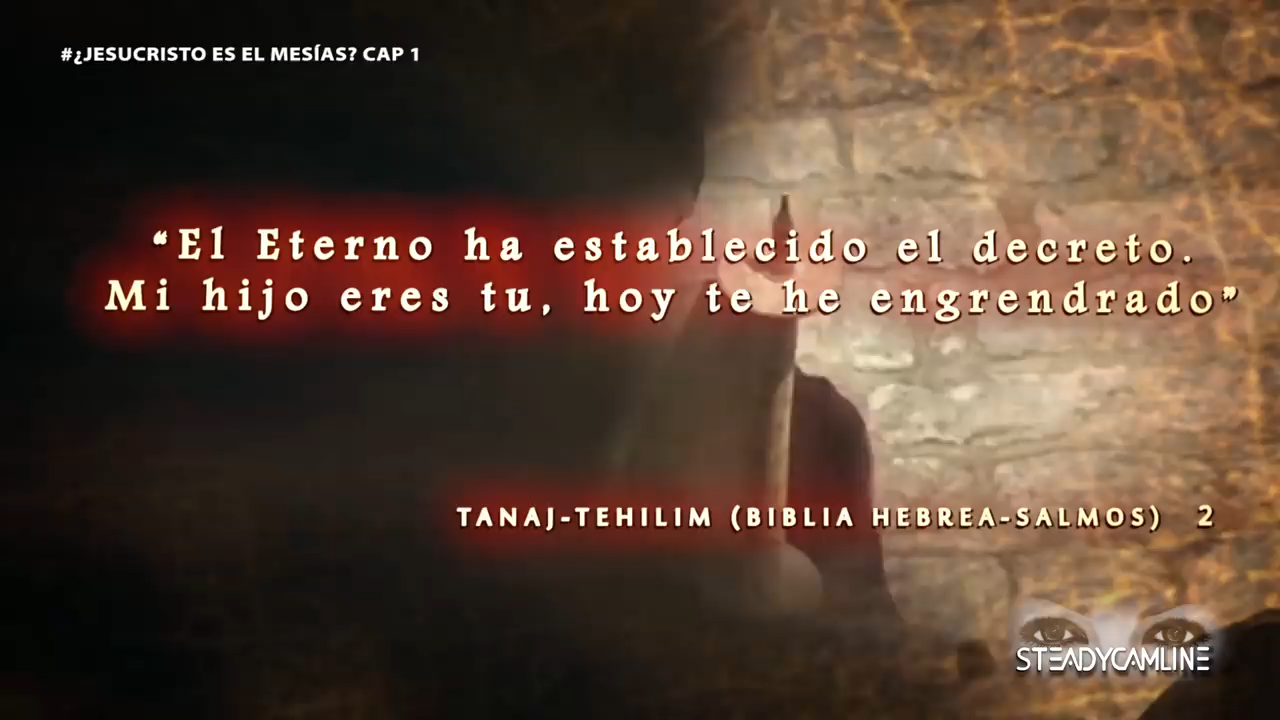 #¿JESUCRISTO ES EL MESÍAS? CAP 1
“El Eterno ha establecido el decreto.
Mi hijo eres tu, hoy te he engrendrado”
TANAJ-TEHILIM (BIBLIA HEBREA-SALMOS) 2
STEADYCAMLINE